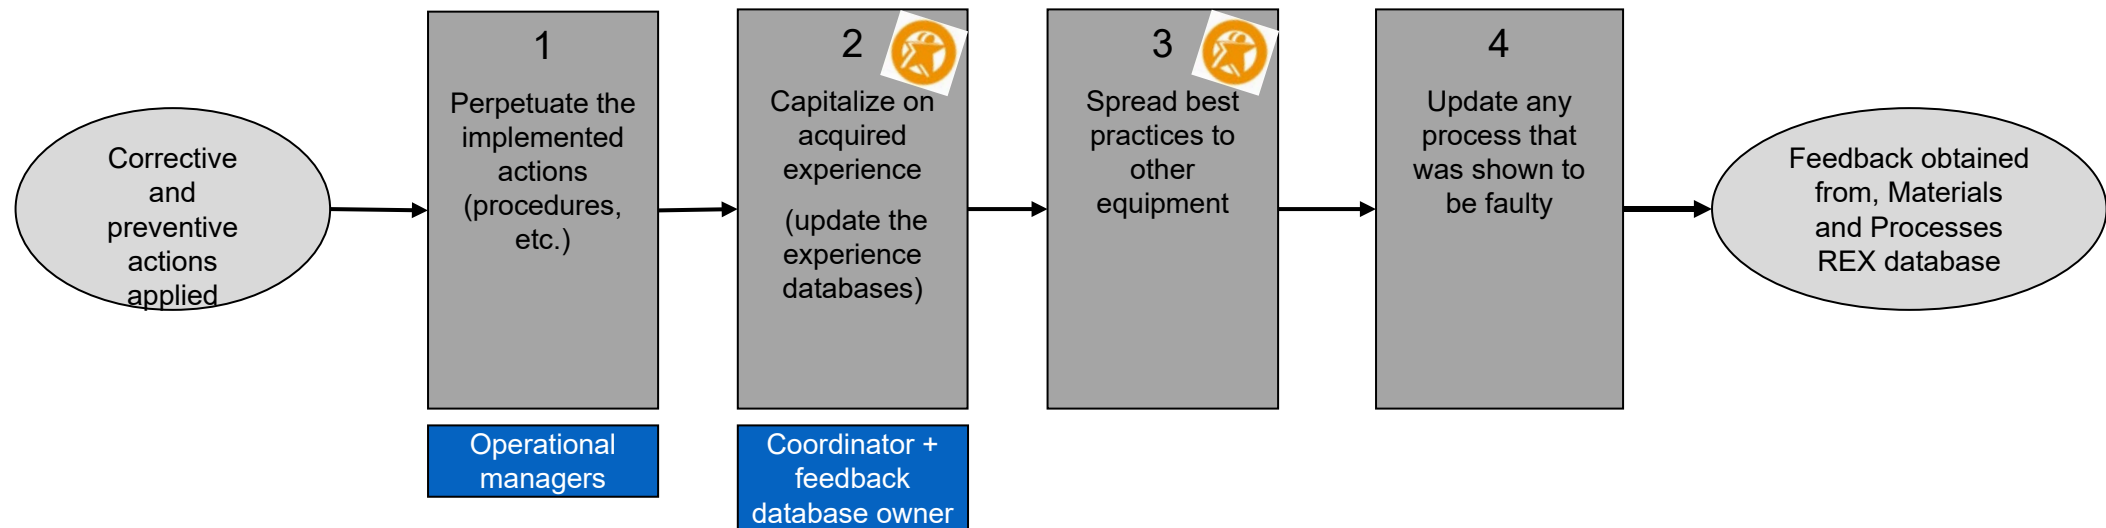 Corrective
and
preventive
actions
applied
1
Perpetuate the
implemented
actions
(procedures,
etc.)
Operational
managers
2
Capitalize on
acquired
experience
(update the
experience
databases)
Coordinator +
feedback
database owner
3
Spread best
practices to
other
equipment
4
Update any
process that
was shown to
be faulty
Feedback obtained
from, Materials
and Processes
REX database